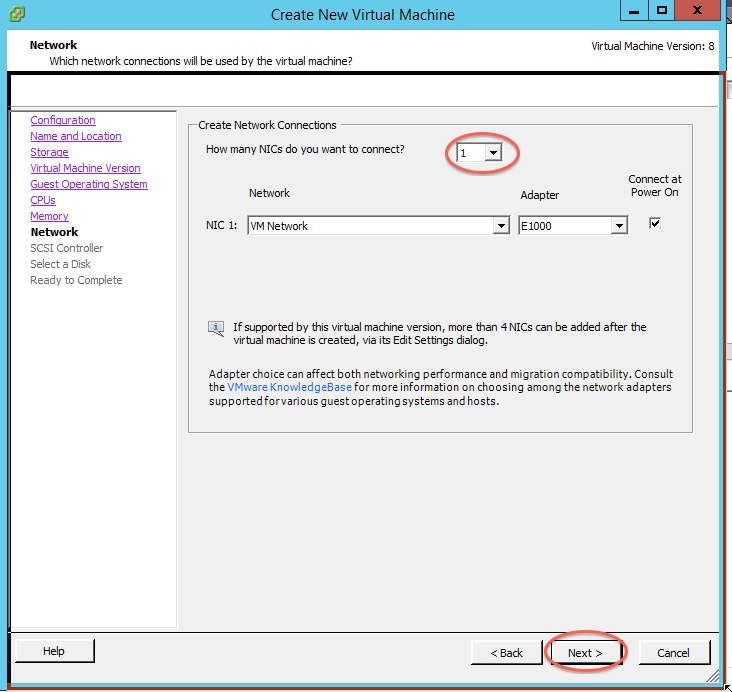 Create New Virtual Machine
X
Network
Which network connections will be used by the virtual machine?
Virtual Machine Version: 8
Configuration
Name and Location
Storage
Virtual Machine Version
Guest Operating System
CPUs
Memory
Network
SCSI Controller
Select a Disk
Ready to Complete
Create Network Connections
How many NICs do you want to connect?
1
Network
Adapter
Connect at
Power On
NIC 1:
VM Network
E1000
If supported by this virtual machine version, more than 4 NICs can be added after the
virtual machine is created, via its Edit Settings dialog.
Adapter choice can affect both networking performance and migration compatibility. Consult
the VMware KnowledgeBase for more information on choosing among the network adapters
supported for various guest operating systems and hosts.
Help
< Back
Next >
Cancel